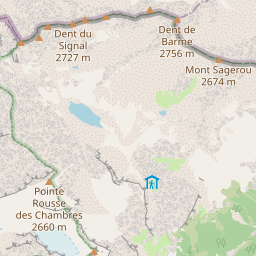 Dent du
Signal
2727 m
Dent de
Barme
2756 m
Mont Sagerou
2674 m
Pointe
Rousse
des Chambres
2660 m